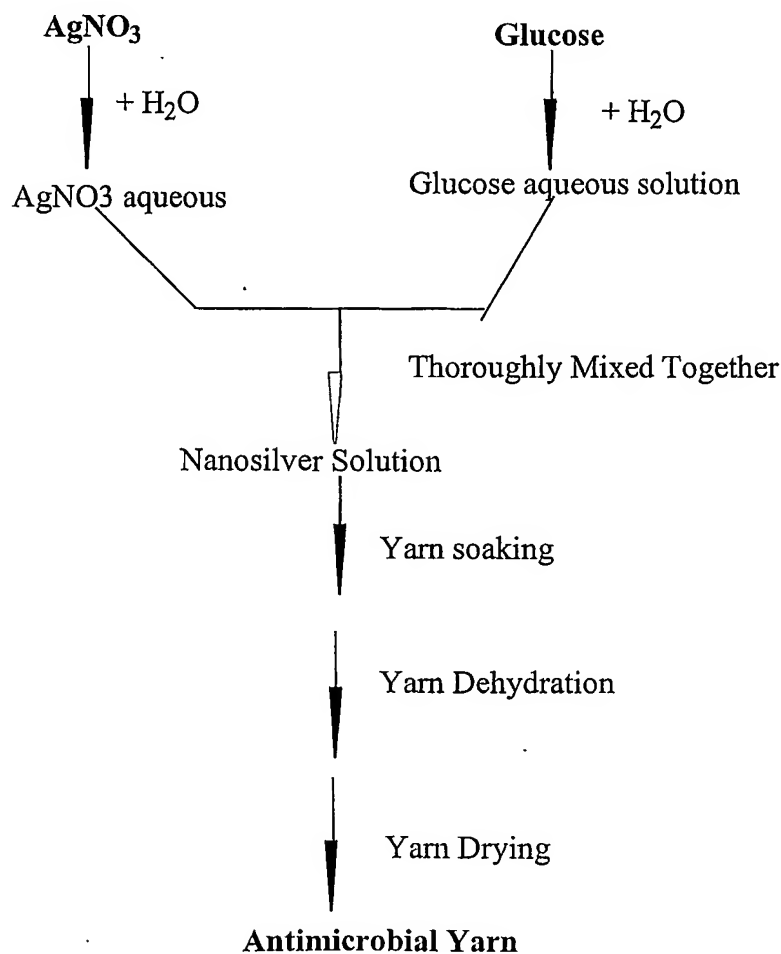 AgNO₃
Glucose
+ H₂O
+ H₂O
AgNO3 aqueous
Glucose aqueous solution
Thoroughly Mixed Together
Nanosilver Solution
Yarn soaking
Yarn Dehydration
Yarn Drying
Antimicrobial Yarn